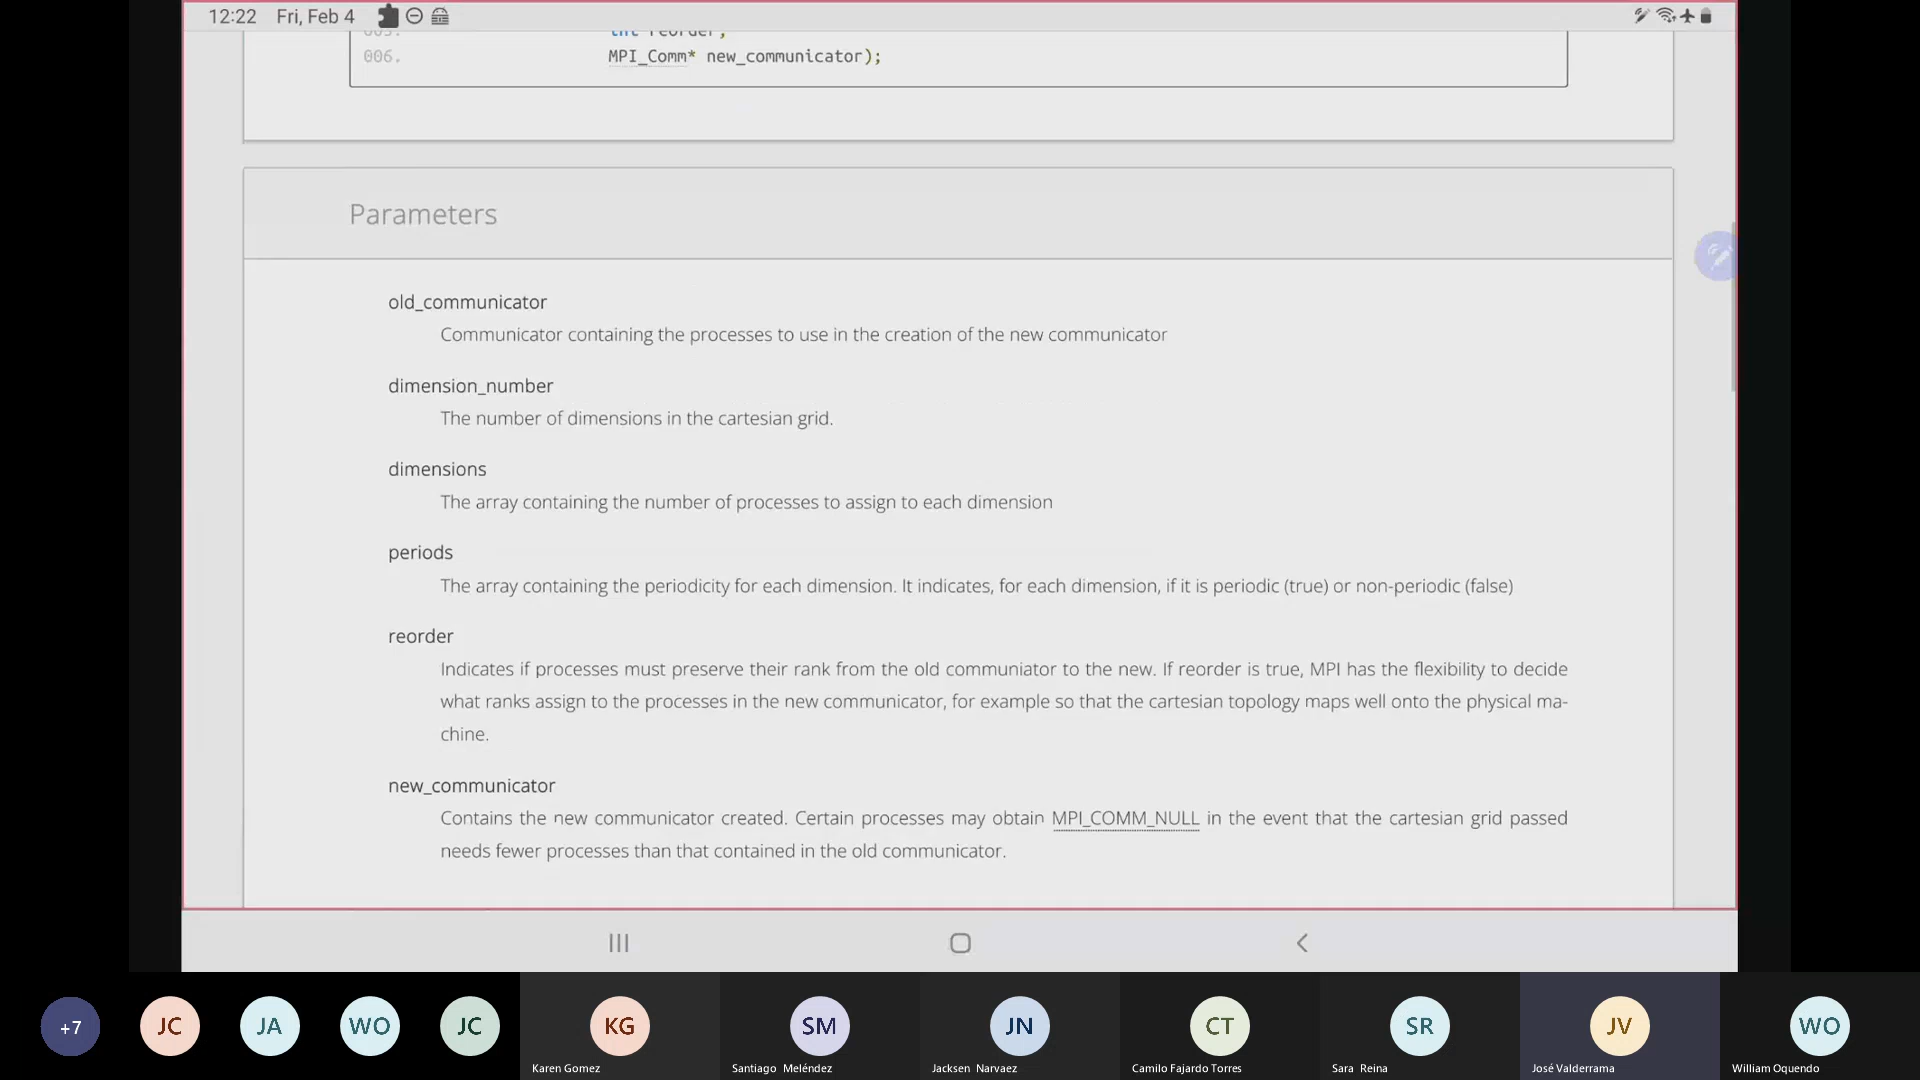 12:22 Fri, Feb 4
005. int reorder,
006. MPI_Comm* new_communicator);
Parameters
old_communicator
Communicator containing the processes to use in the creation of the new communicator
dimension_number
The number of dimensions in the cartesian grid.
dimensions
The array containing the number of processes to assign to each dimension
periods
The array containing the periodicity for each dimension. It indicates, for each dimension, if it is periodic (true) or non-periodic (false)
reorder
Indicates if processes must preserve their rank from the old communiator to the new. If reorder is true, MPI has the flexibility to decide
what ranks assign to the processes in the new communicator, for example so that the cartesian topology maps well onto the physical ma-
chine.
new_communicator
Contains the new communicator created. Certain processes may obtain MPI_COMM_NULL in the event that the cartesian grid passed
needs fewer processes than that contained in the old communicator.
+7 JC JA WO JC KG SM JN CT SR JV WO
Karen Gomez Santiago Meléndez Jacksen Narvaez Camilo Fajardo Torres Sara Reina José Valderrama William Oquendo